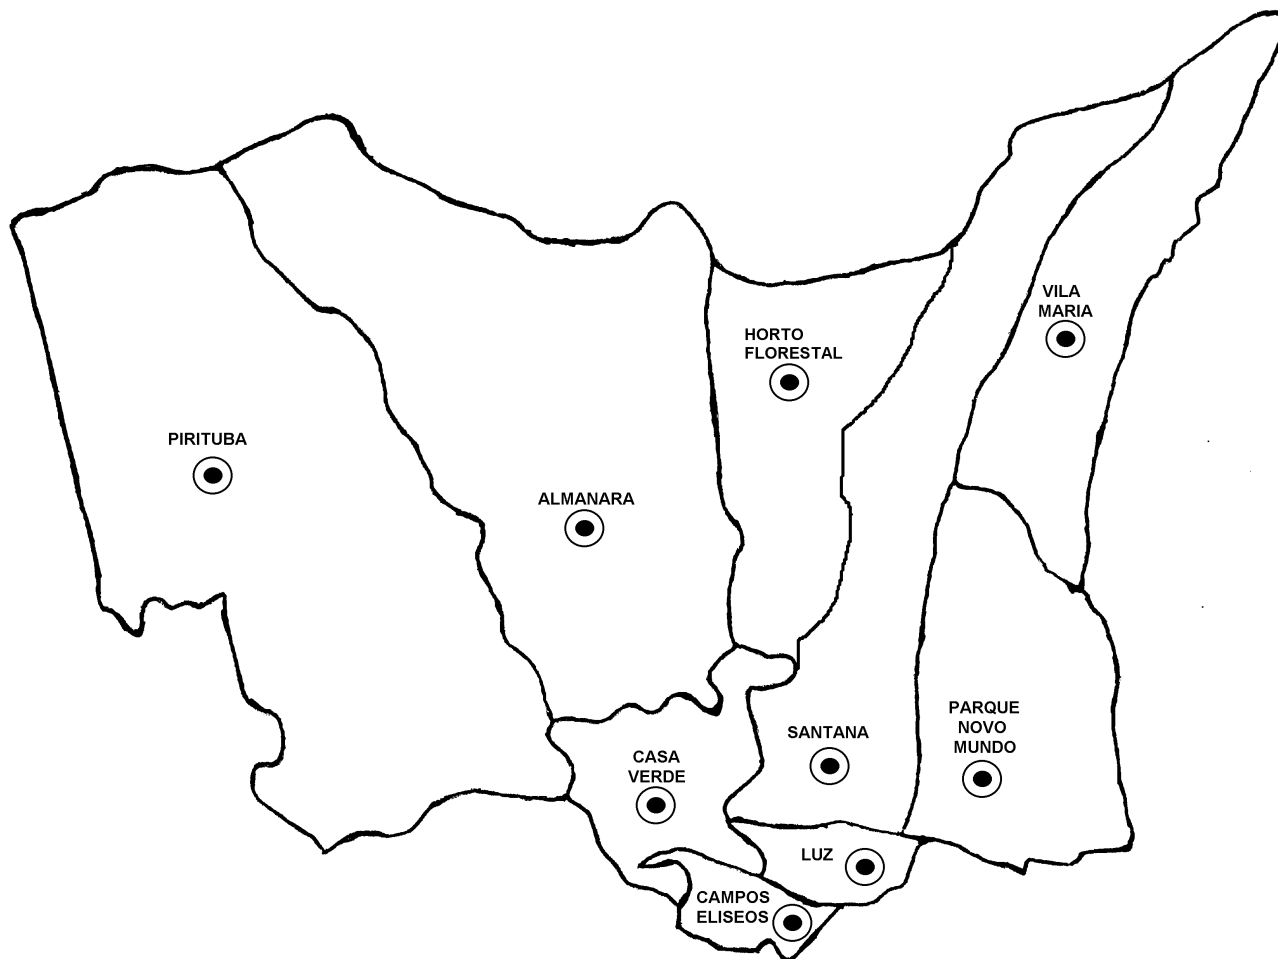 VILA
MARIA
HORTO
FLORESTAL
PIRITUBA
ALMANARA
PARQUE
NOVO
MUNDO
SANTANA
CASA
VERDE
LUZ
CAMPOS
ELISEOS